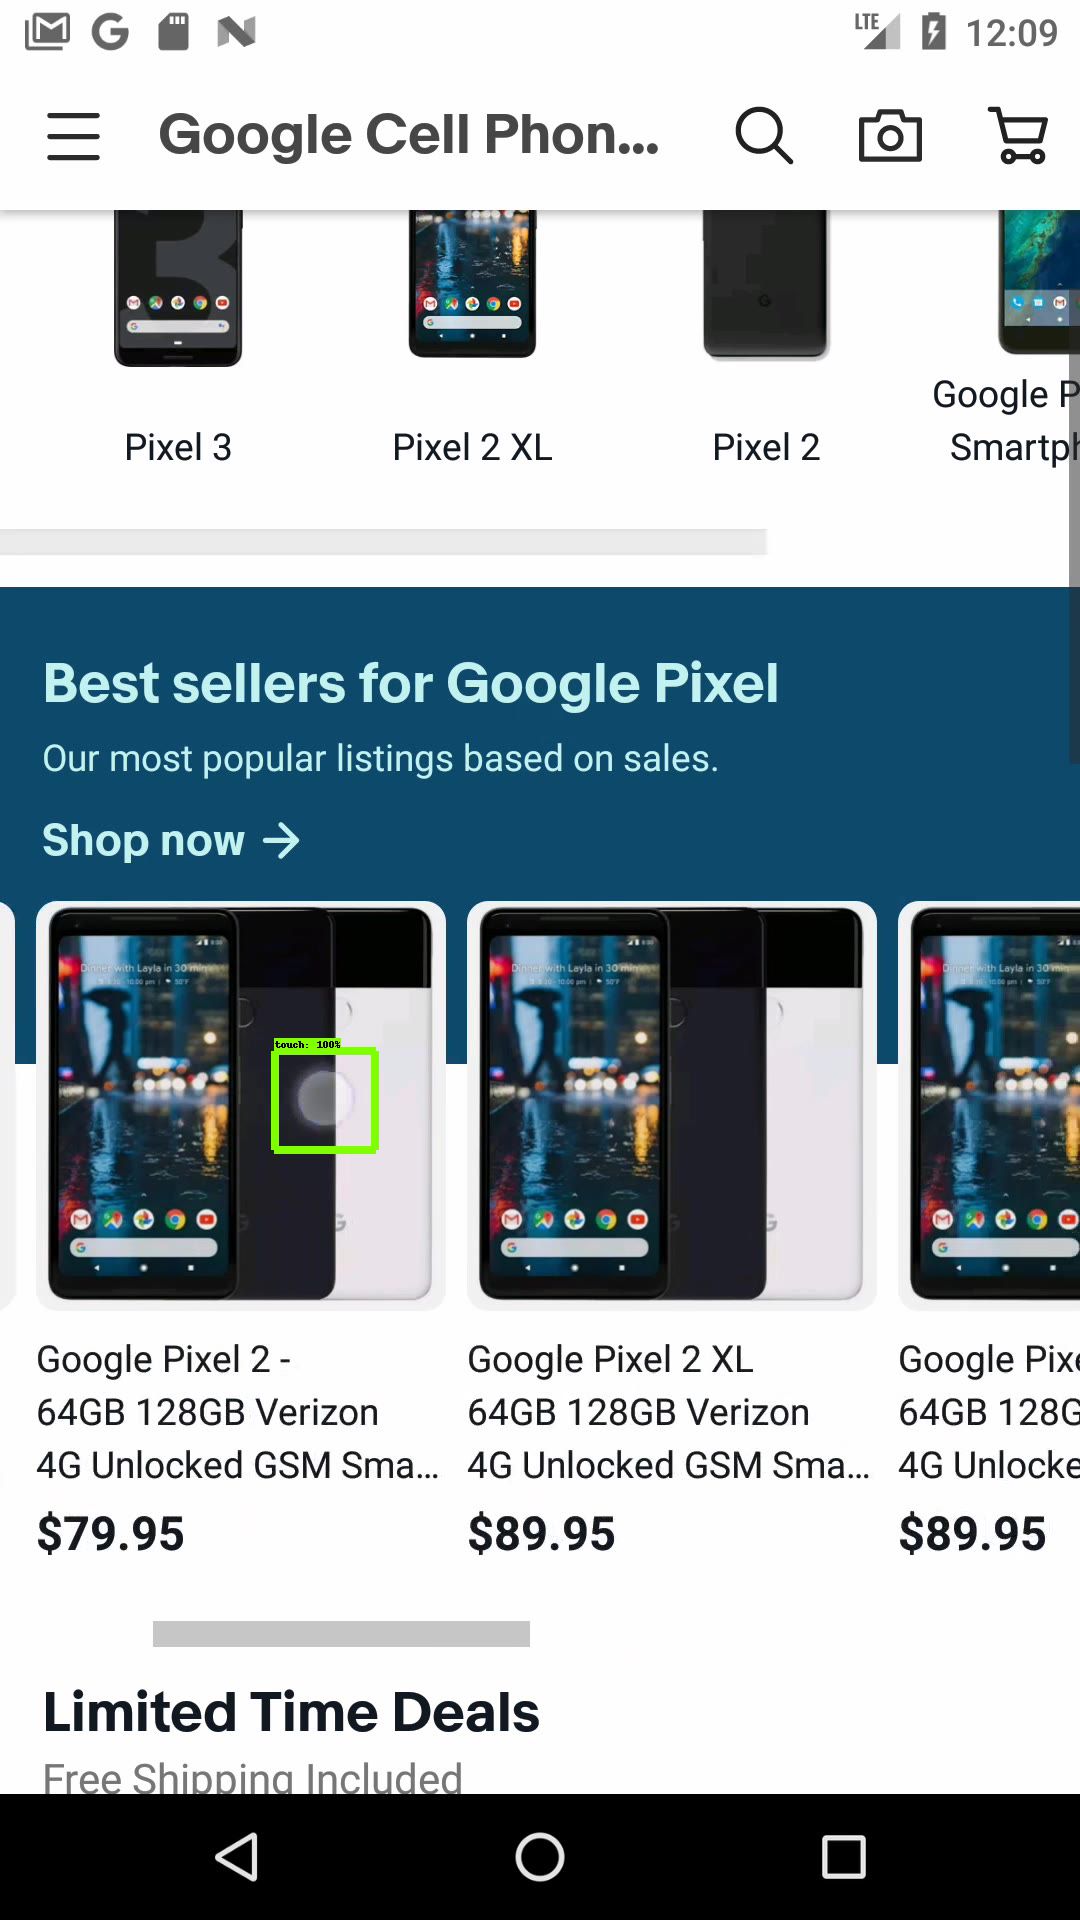 LTE 12:09
Google Cell Phon...
Pixel 3
Pixel 2 XL
Pixel 2
Google P
Smartph
Best sellers for Google Pixel
Our most popular listings based on sales.
Shop now →
Dinner with Layla in 30 min
Dinner with Layla in 30 min
Dinner with Layla in 30 min
touch: 100%
Google Pixel 2 -
64GB 128GB Verizon
4G Unlocked GSM Sma...
$79.95
Google Pixel 2 XL
64GB 128GB Verizon
4G Unlocked GSM Sma...
$89.95
Google Pixe
64GB 128G
4G Unlocke
$89.95
Limited Time Deals
Free Shipping Included